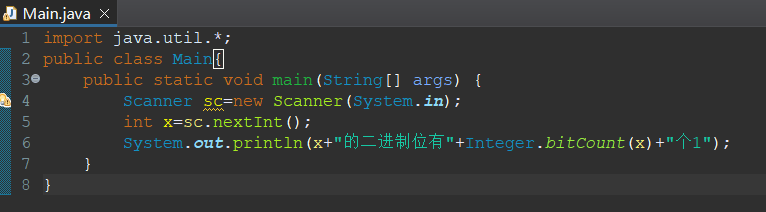 Main.java
1 import java.util.*;
2 public class Main{
3 public static void main(String[] args) {
4 Scanner sc=new Scanner(System.in);
5 int x=sc.nextInt();
6 System.out.println(x+"的二进制位有"+Integer.bitCount(x)+"个1");
7 }
8 }